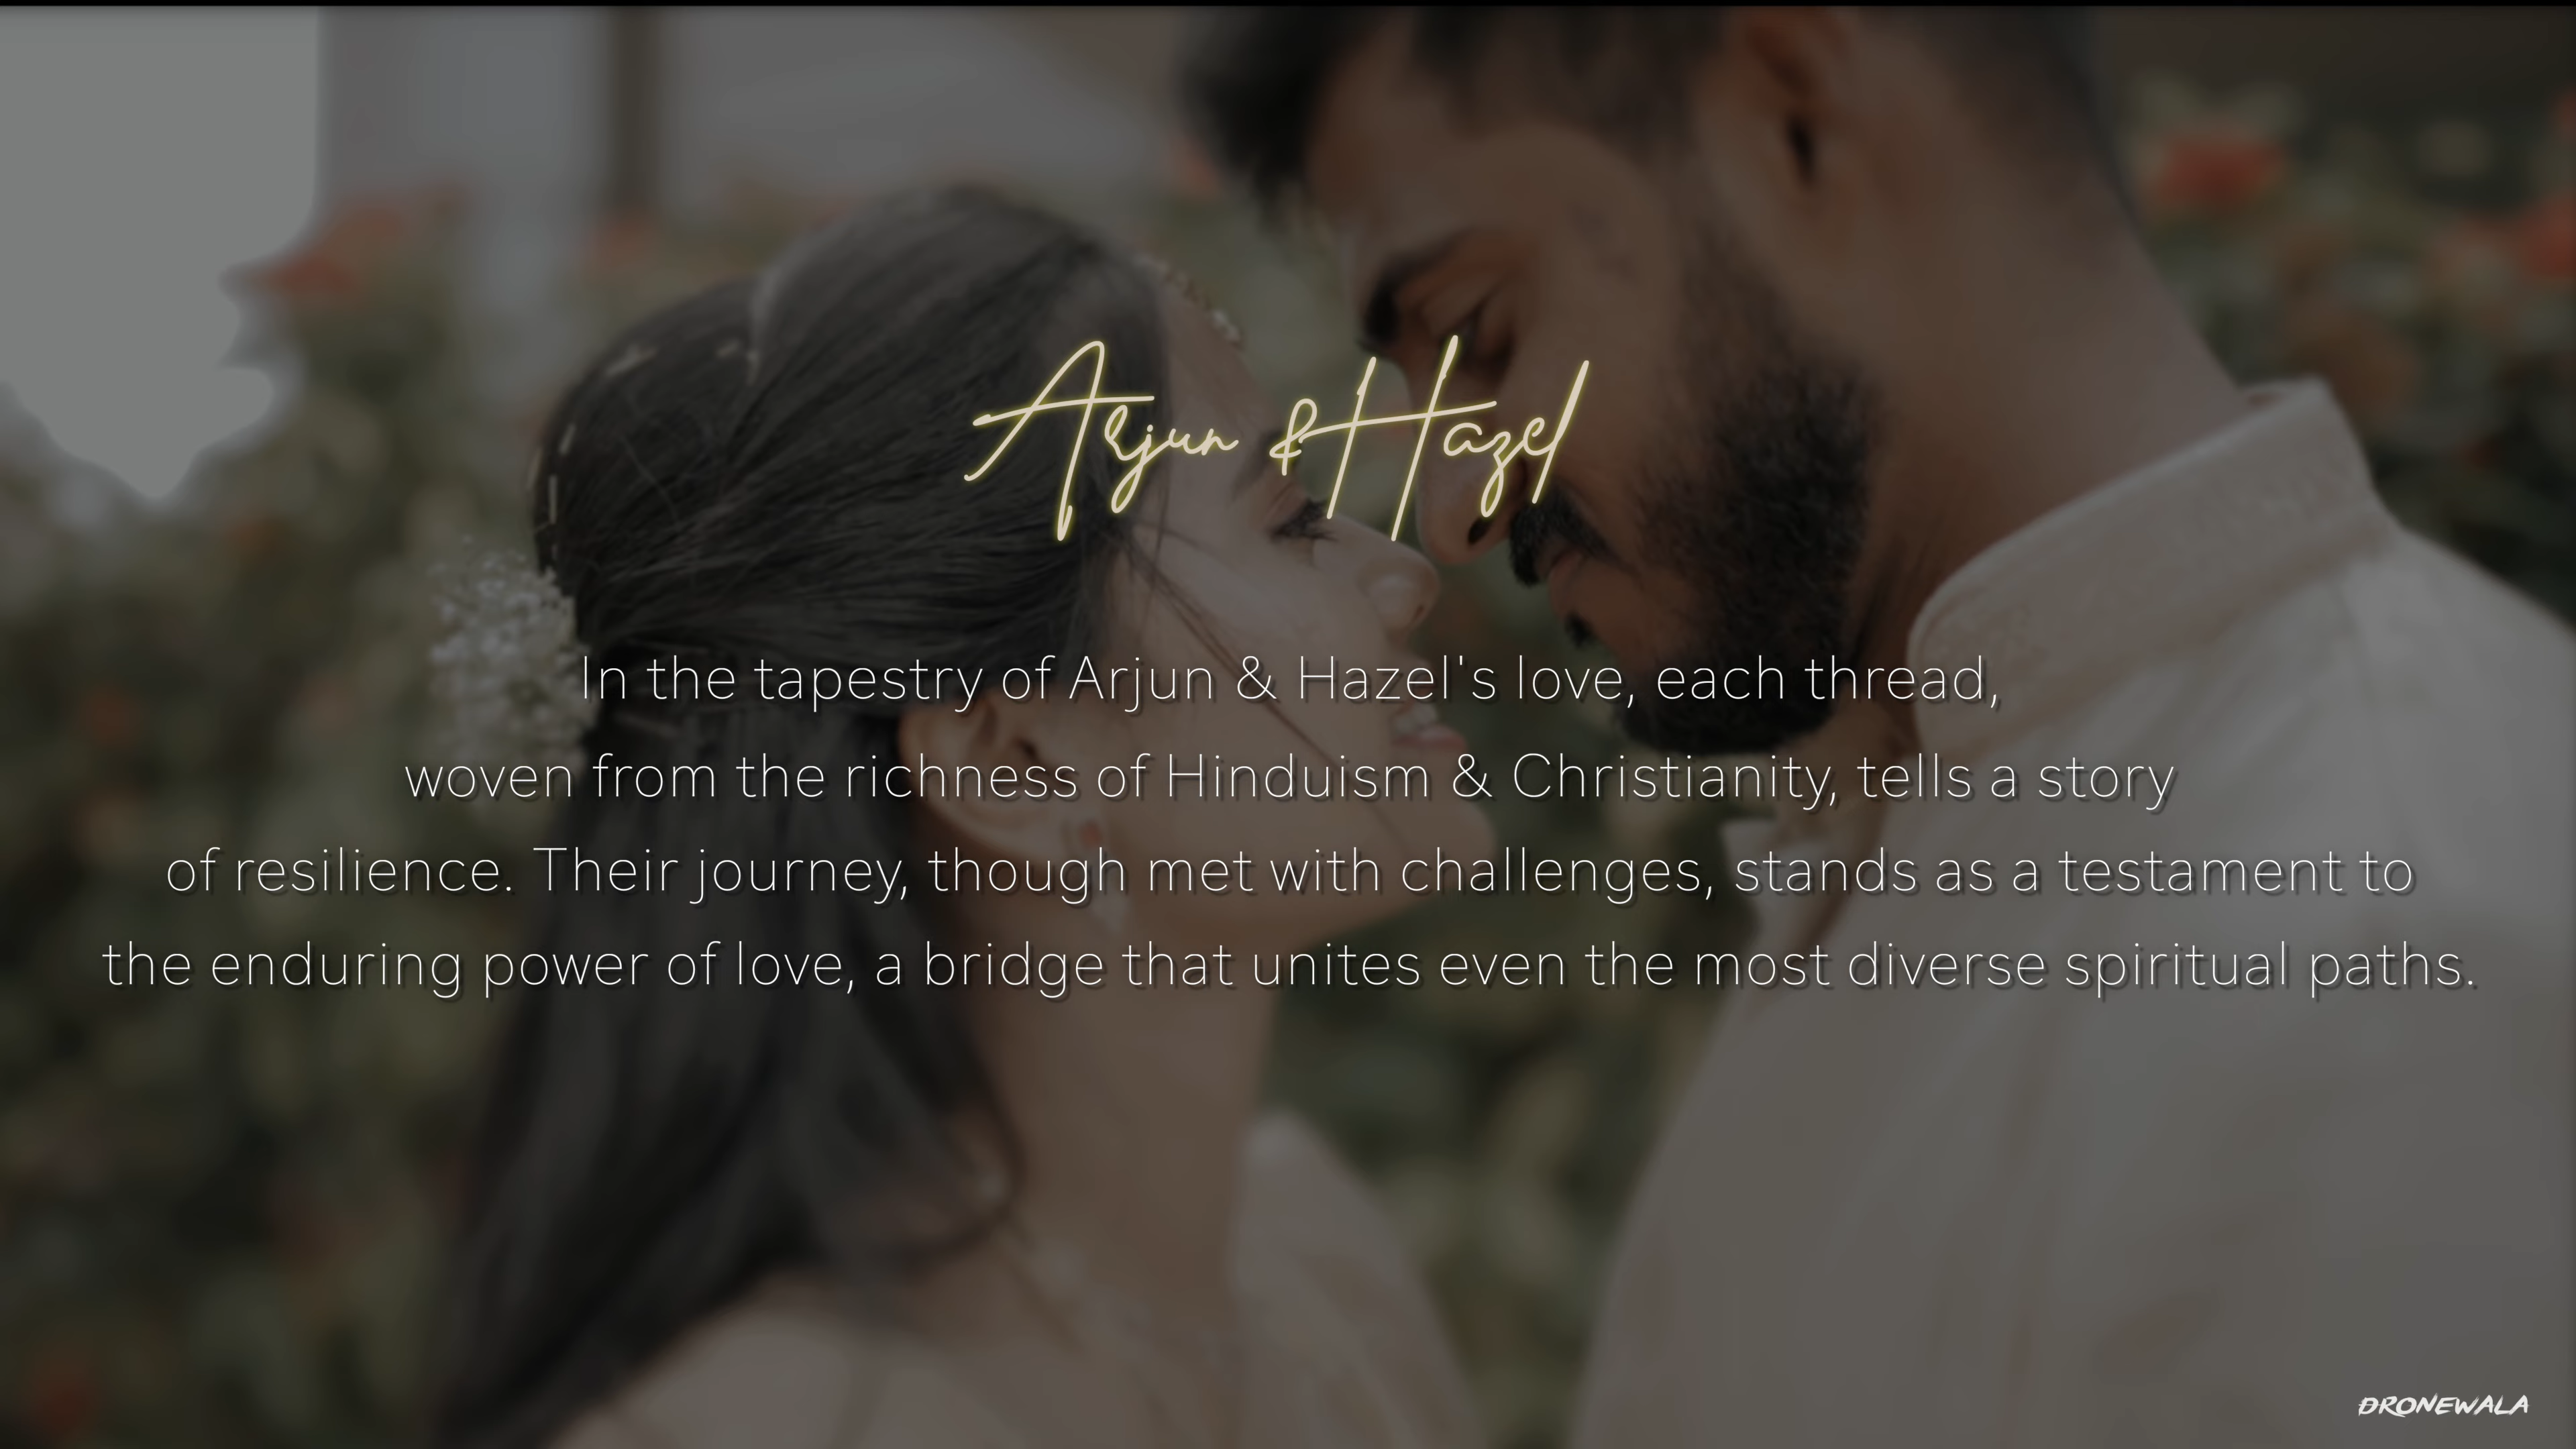 Arjun & Hazel
In the tapestry of Arjun & Hazel's love, each thread,
woven from the richness of Hinduism & Christianity, tells a story
of resilience. Their journey, though met with challenges, stands as a testament to
the enduring power of love, a bridge that unites even the most diverse spiritual paths.
DRONEWALA